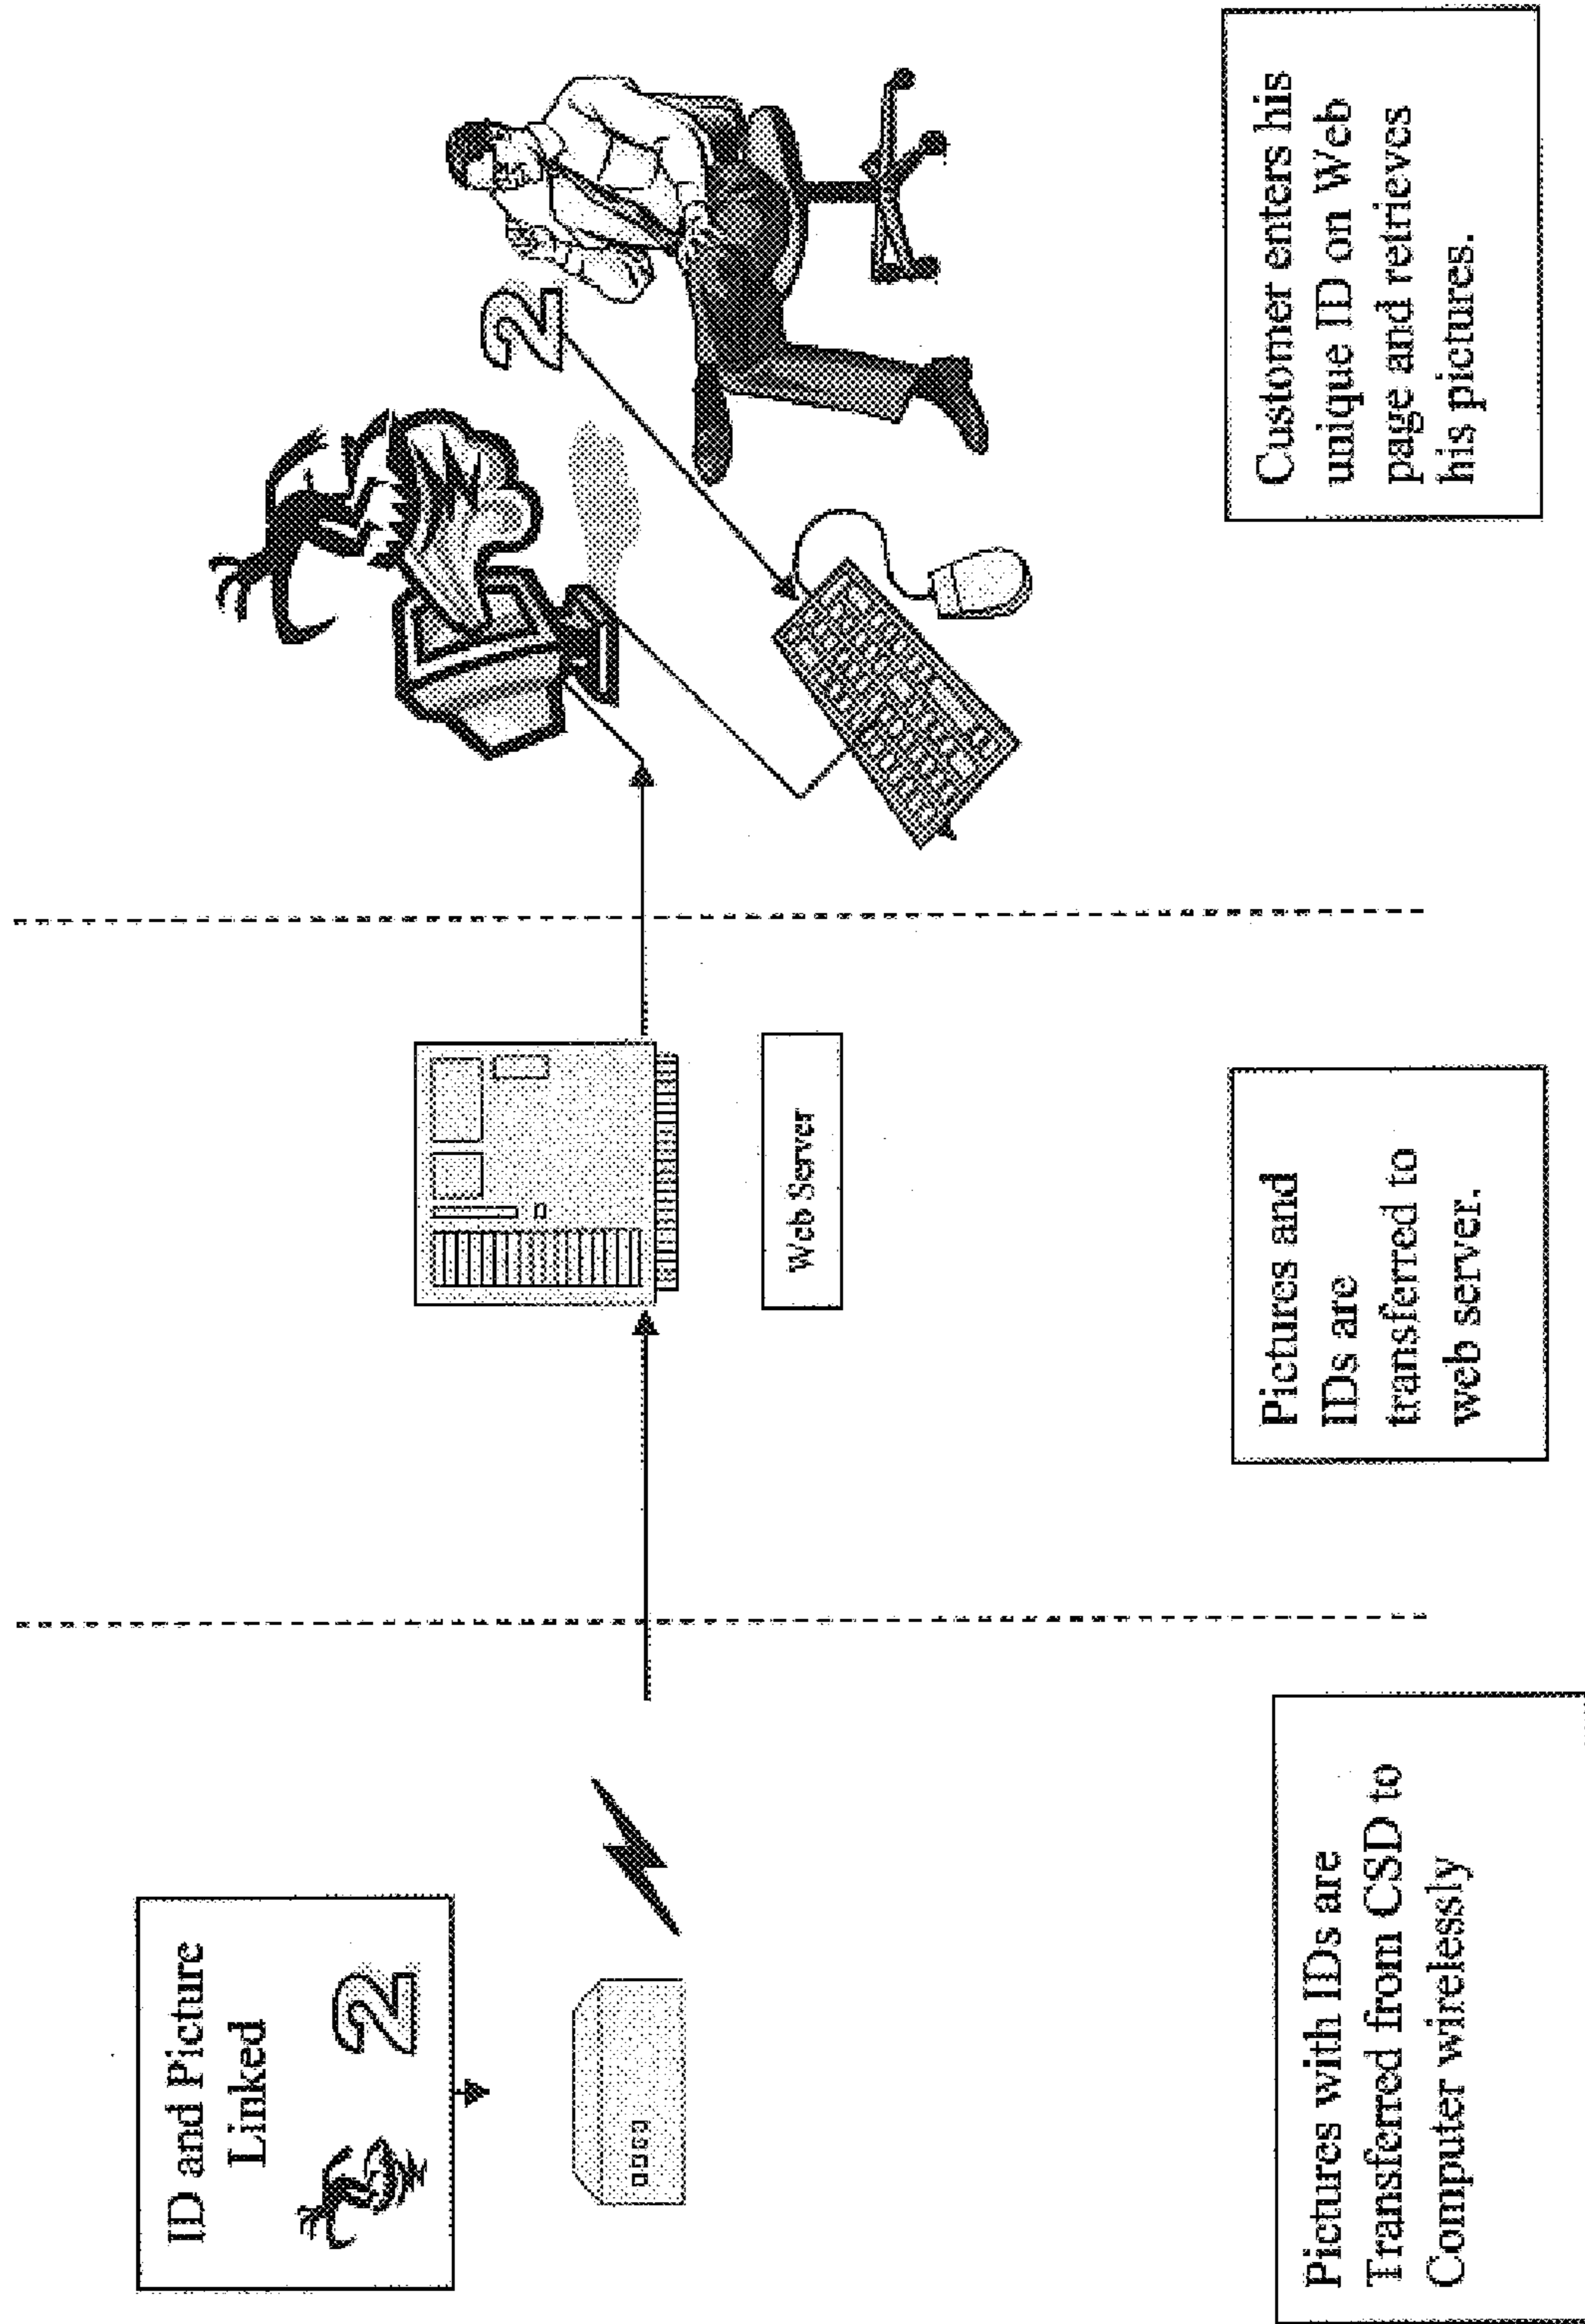 ID and Picture
Linked
2
Pictures with IDs are
Transferred from CSD to
Computer wirelessly
Web Server
Pictures and
IDs are
transferred to
web server.
2
Customer enters his
unique ID on Web
page and retrieves
his pictures.